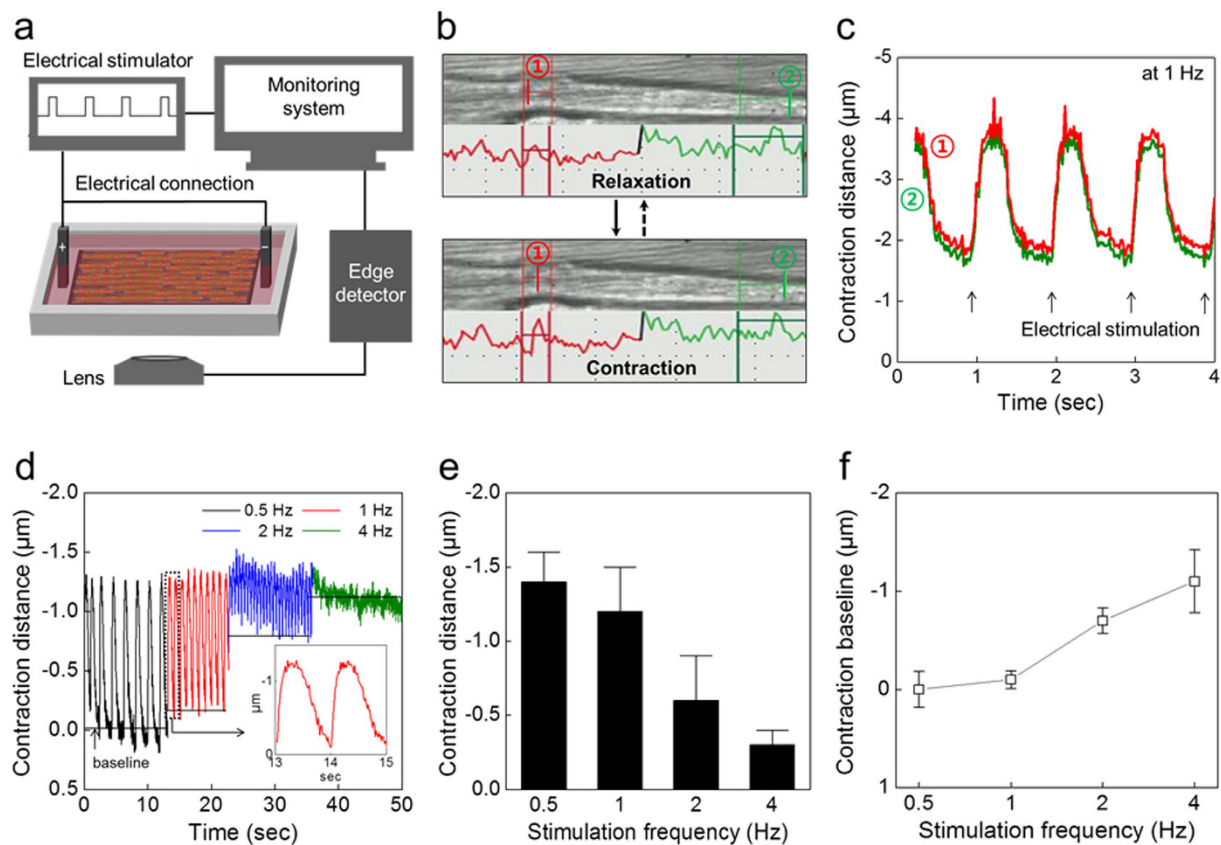 a
Electrical stimulator
Monitoring
system
Electrical connection
+
−
Edge
detector
Lens
b
①
②
Relaxation
①
②
Contraction
c
-5
-4
-3
-2
-1
0
Contraction distance (μm)
at 1 Hz
①
②
Electrical stimulation
0 1 2 3 4
Time (sec)
d
-2.0
-1.5
-1.0
-0.5
0.0
0.5
Contraction distance (μm)
0.5 Hz 1 Hz
2 Hz 4 Hz
baseline
-1
0
μm
13 14 15
sec
0 10 20 30 40 50
Time (sec)
e
-2.0
-1.5
-1.0
-0.5
0.0
Contraction distance (μm)
0.5 1 2 4
Stimulation frequency (Hz)
f
-2
-1
0
1
Contraction baseline (μm)
0.5 1 2 4
Stimulation frequency (Hz)